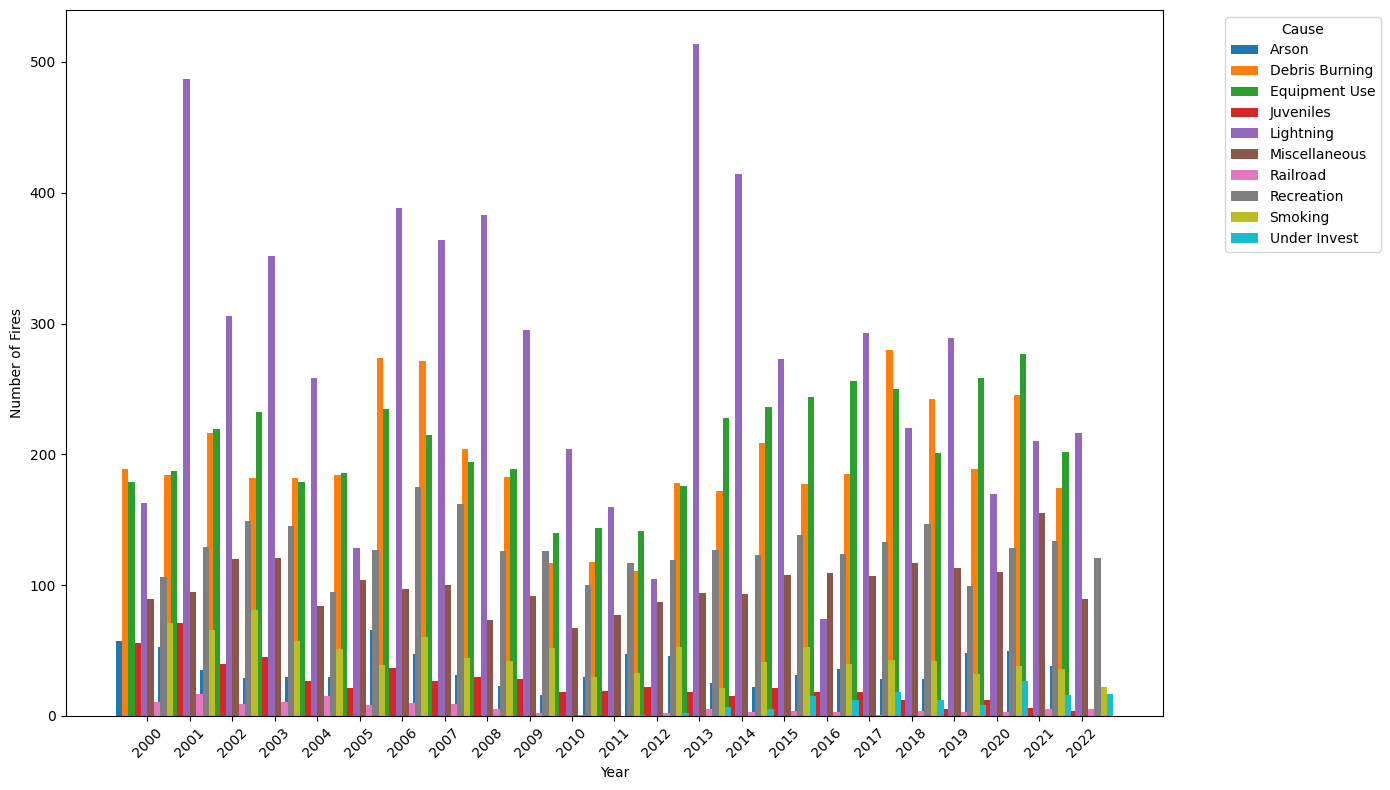 500
400
300
200
100
0
Number of Fires
2000
2001
2002
2003
2004
2005
2006
2007
2008
2009
2010
2011
2012
2013
2014
2015
2016
2017
2018
2019
2020
2021
2022
Year
Cause
Arson
Debris Burning
Equipment Use
Juveniles
Lightning
Miscellaneous
Railroad
Recreation
Smoking
Under Invest